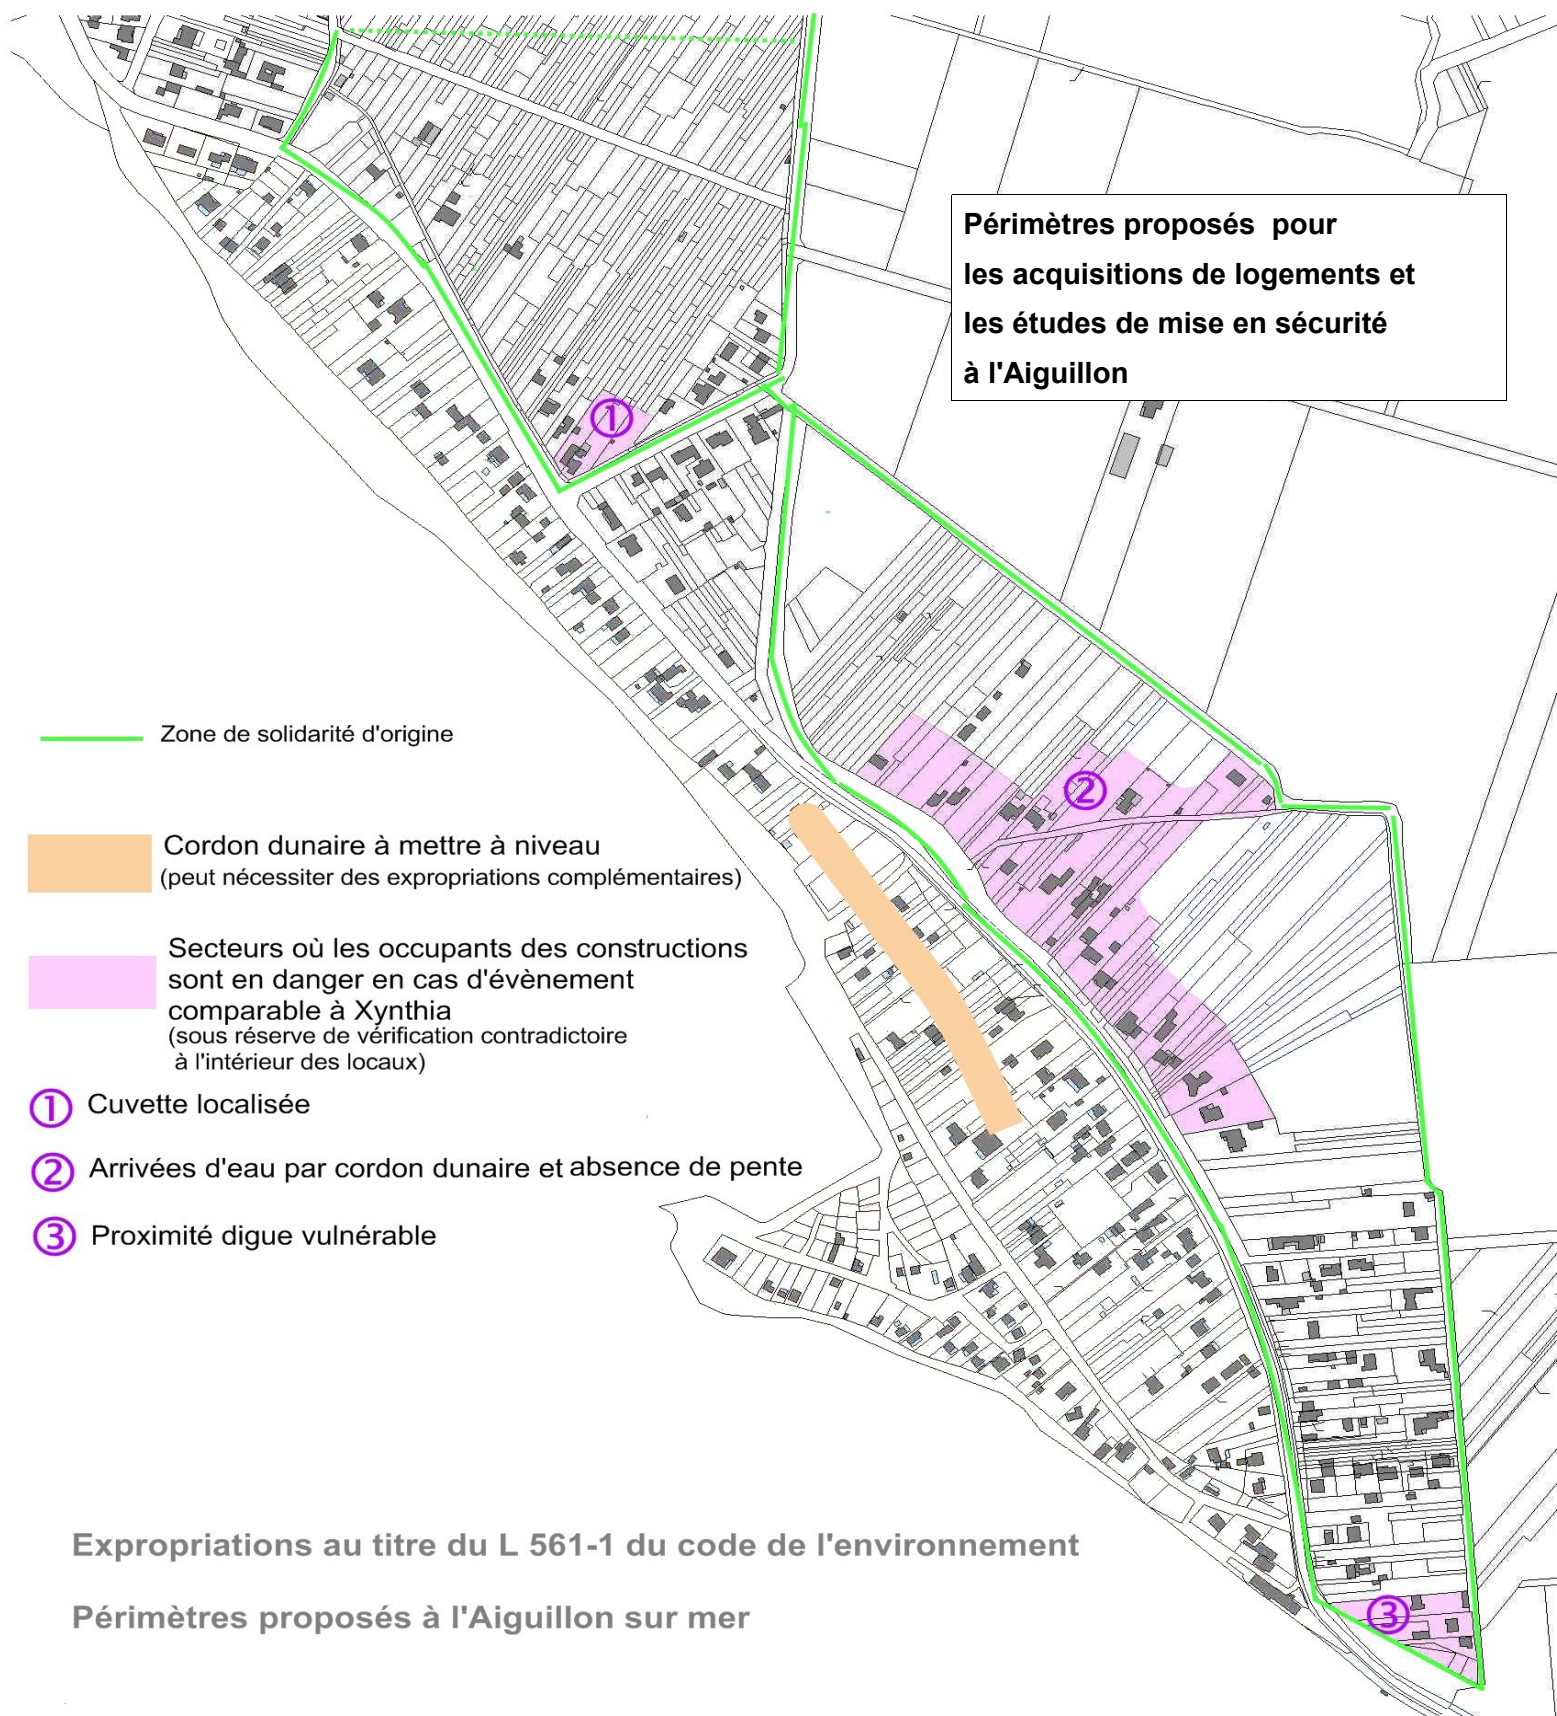 Périmètres proposés pour
les acquisitions de logements et
les études de mise en sécurité
à l'Aiguillon
①
②
Zone de solidarité d'origine
Cordon dunaire à mettre à niveau
(peut nécessiter des expropriations complémentaires)
Secteurs où les occupants des constructions
sont en danger en cas d'évènement
comparable à Xynthia
(sous réserve de vérification contradictoire
à l'intérieur des locaux)
① Cuvette localisée
② Arrivées d'eau par cordon dunaire et absence de pente
③ Proximité digue vulnérable
Expropriations au titre du L 561-1 du code de l'environnement
Périmètres proposés à l'Aiguillon sur mer
③